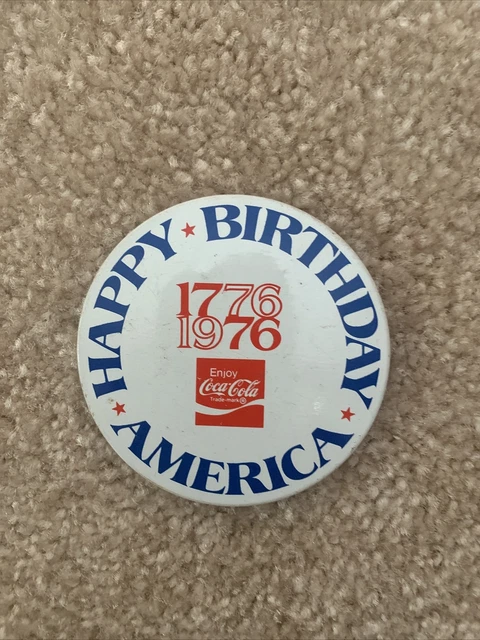 HAPPY ★ BIRTHDAY ★ AMERICA ★
1776
1976
Enjoy
Coca-Cola
Trade-mark®